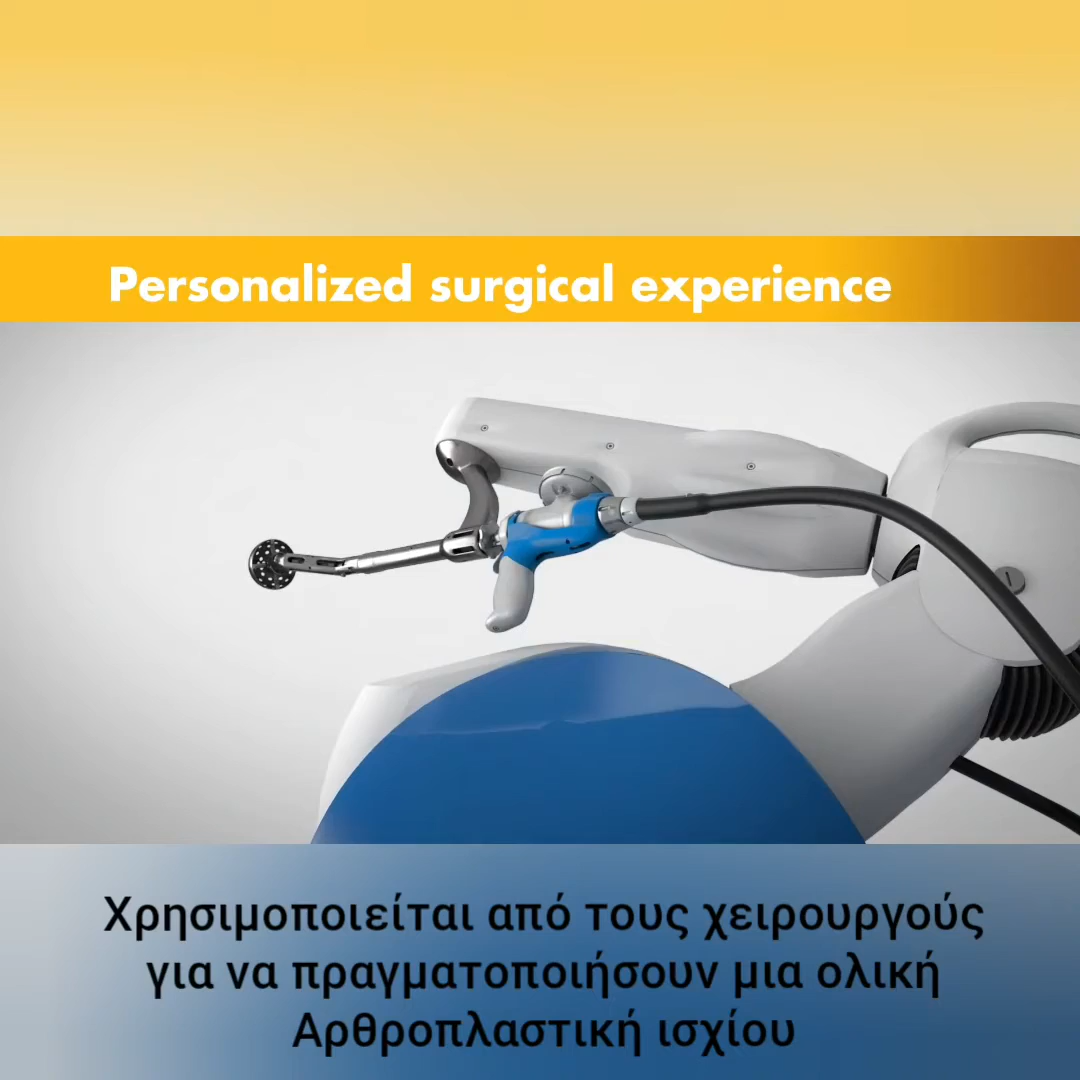 Personalized surgical experience
Χρησιμοποιείται από τους χειρουργούς
για να πραγματοποιήσουν μια ολική
Αρθροπλαστική ισχίου